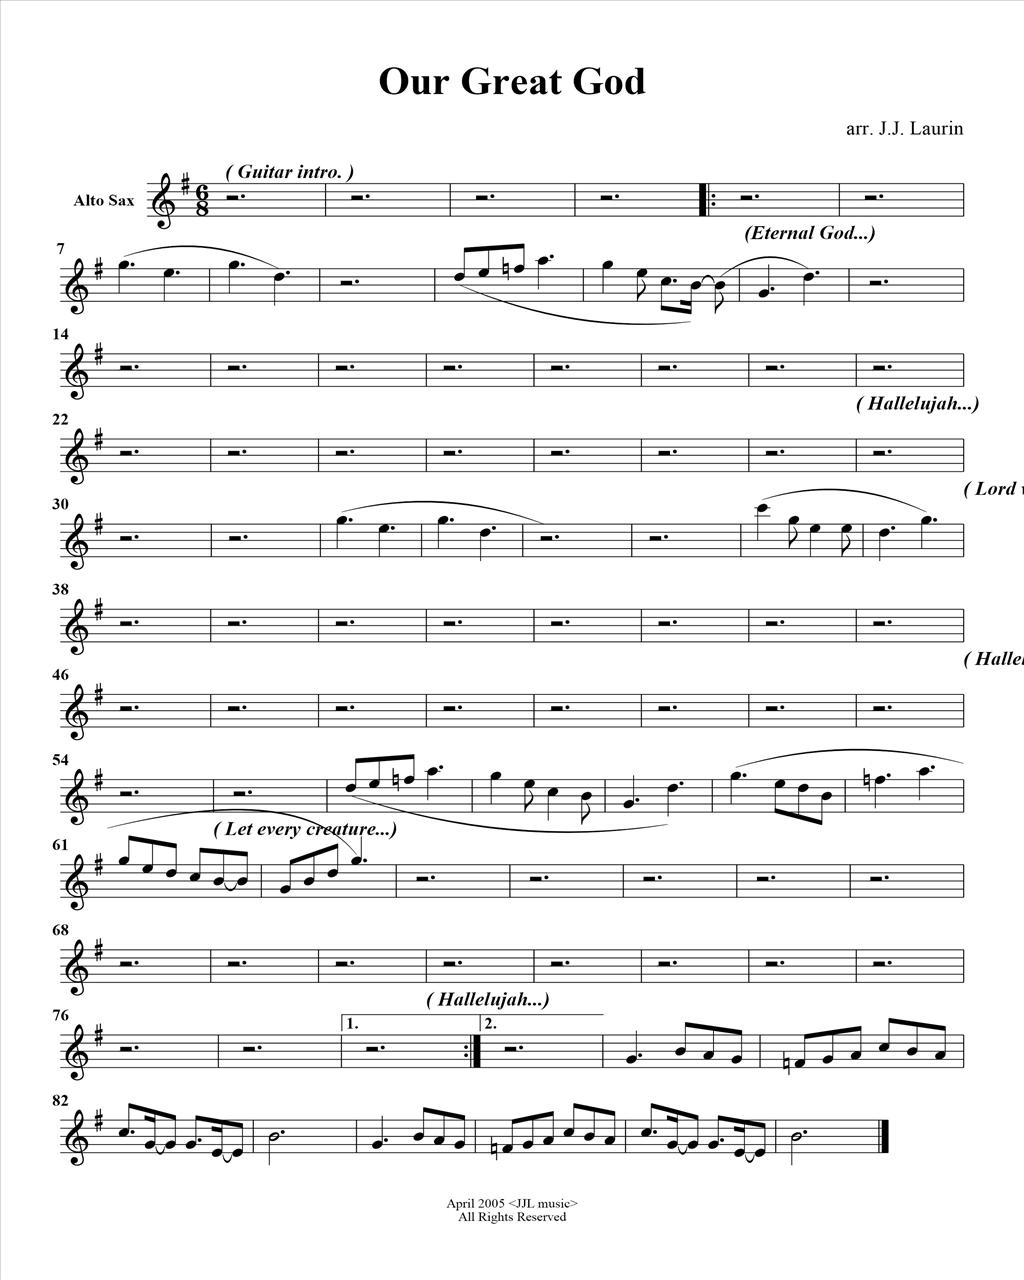 Our Great God
arr. J.J. Laurin
( Guitar intro. )
Alto Sax
6
8
(Eternal God...)
7
14
( Hallelujah...)
22
( Lord
30
38
46
54
( Let every creature...)
61
68
( Hallelujah...)
76
1.
2.
82
April 2005 <JJL music>
All Rights Reserved